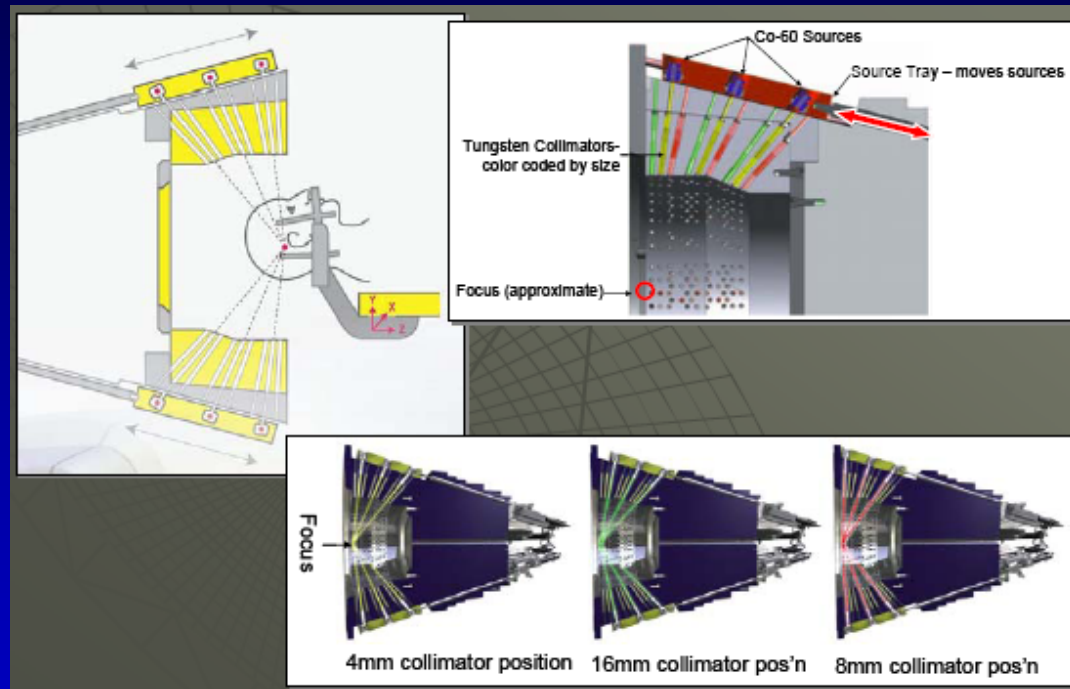 Y
X
Z
Co-60 Sources
Source Tray – moves sources
Tungsten Collimators-
color coded by size
Focus (approximate)
Focus
4mm collimator position
16mm collimator pos'n
8mm collimator pos'n